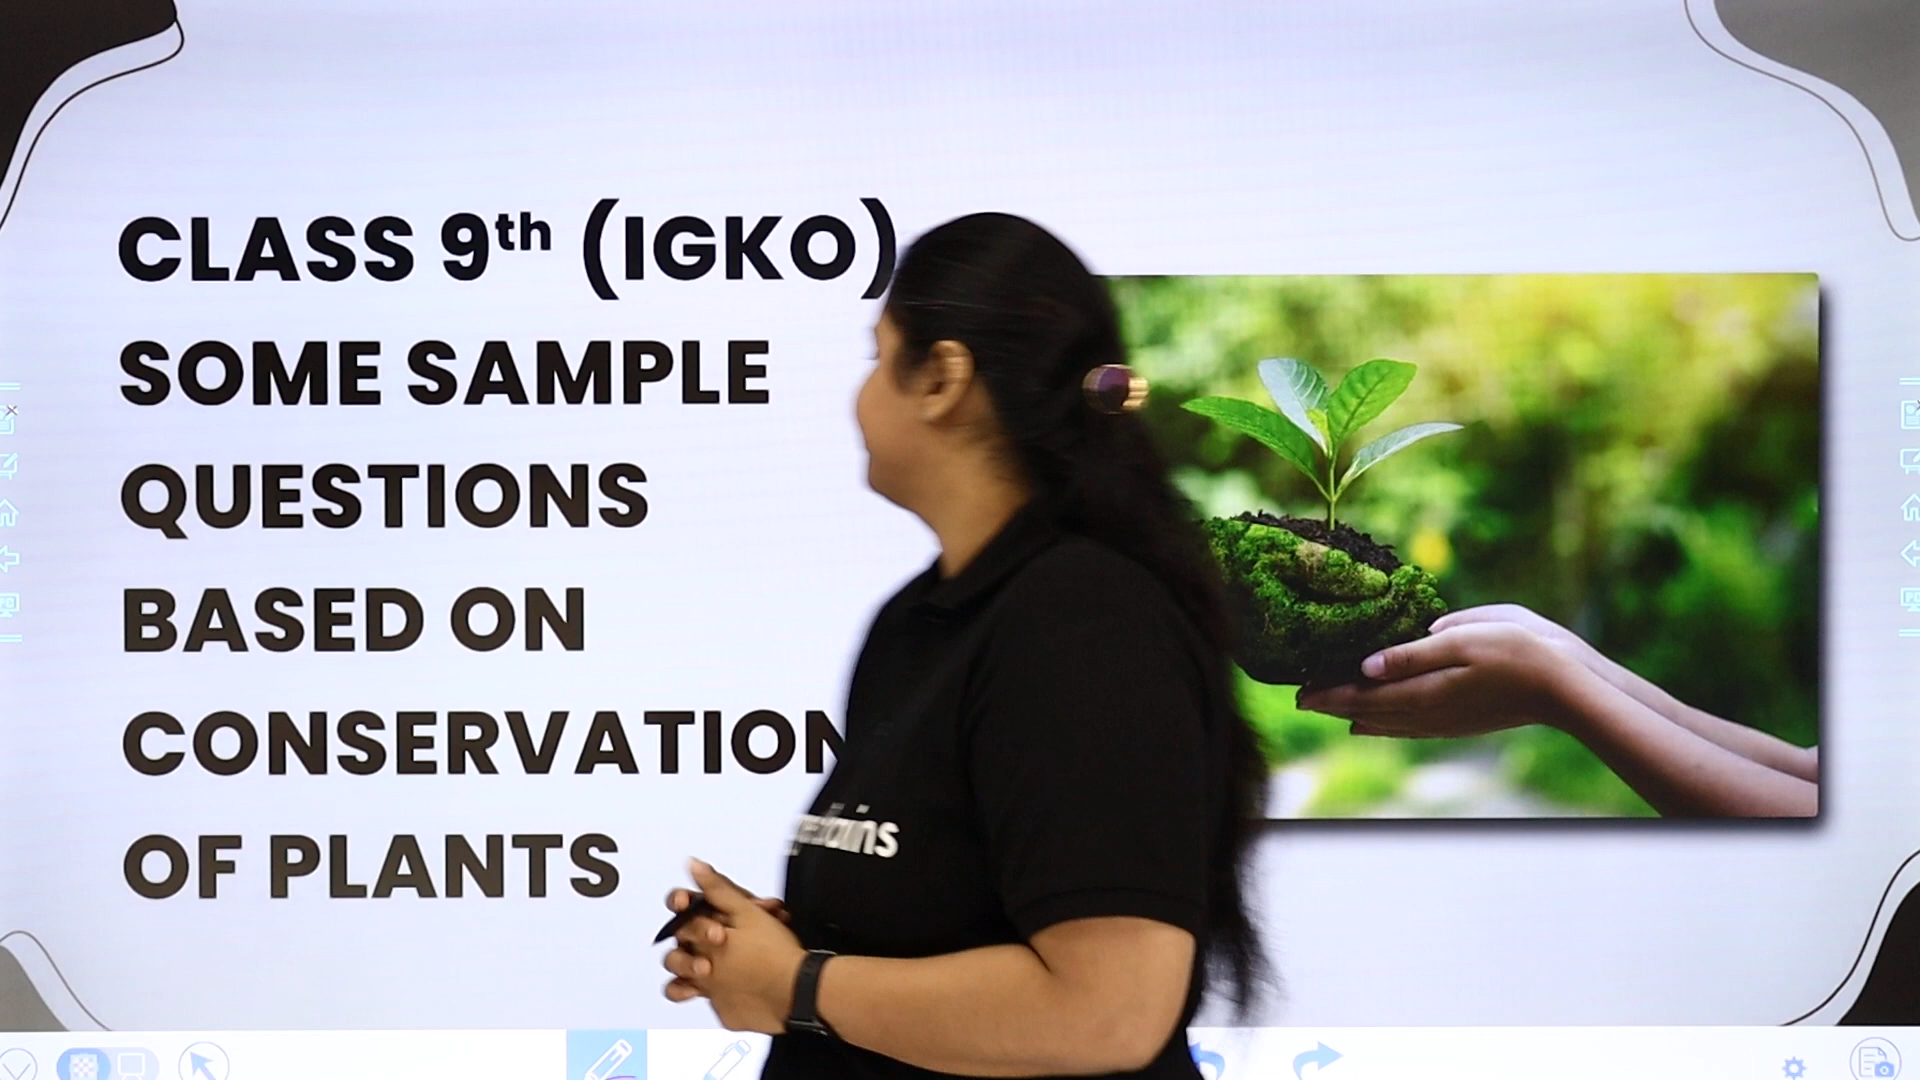 CLASS 9th (IGKO)
SOME SAMPLE
QUESTIONS
BASED ON
CONSERVATION
OF PLANTS